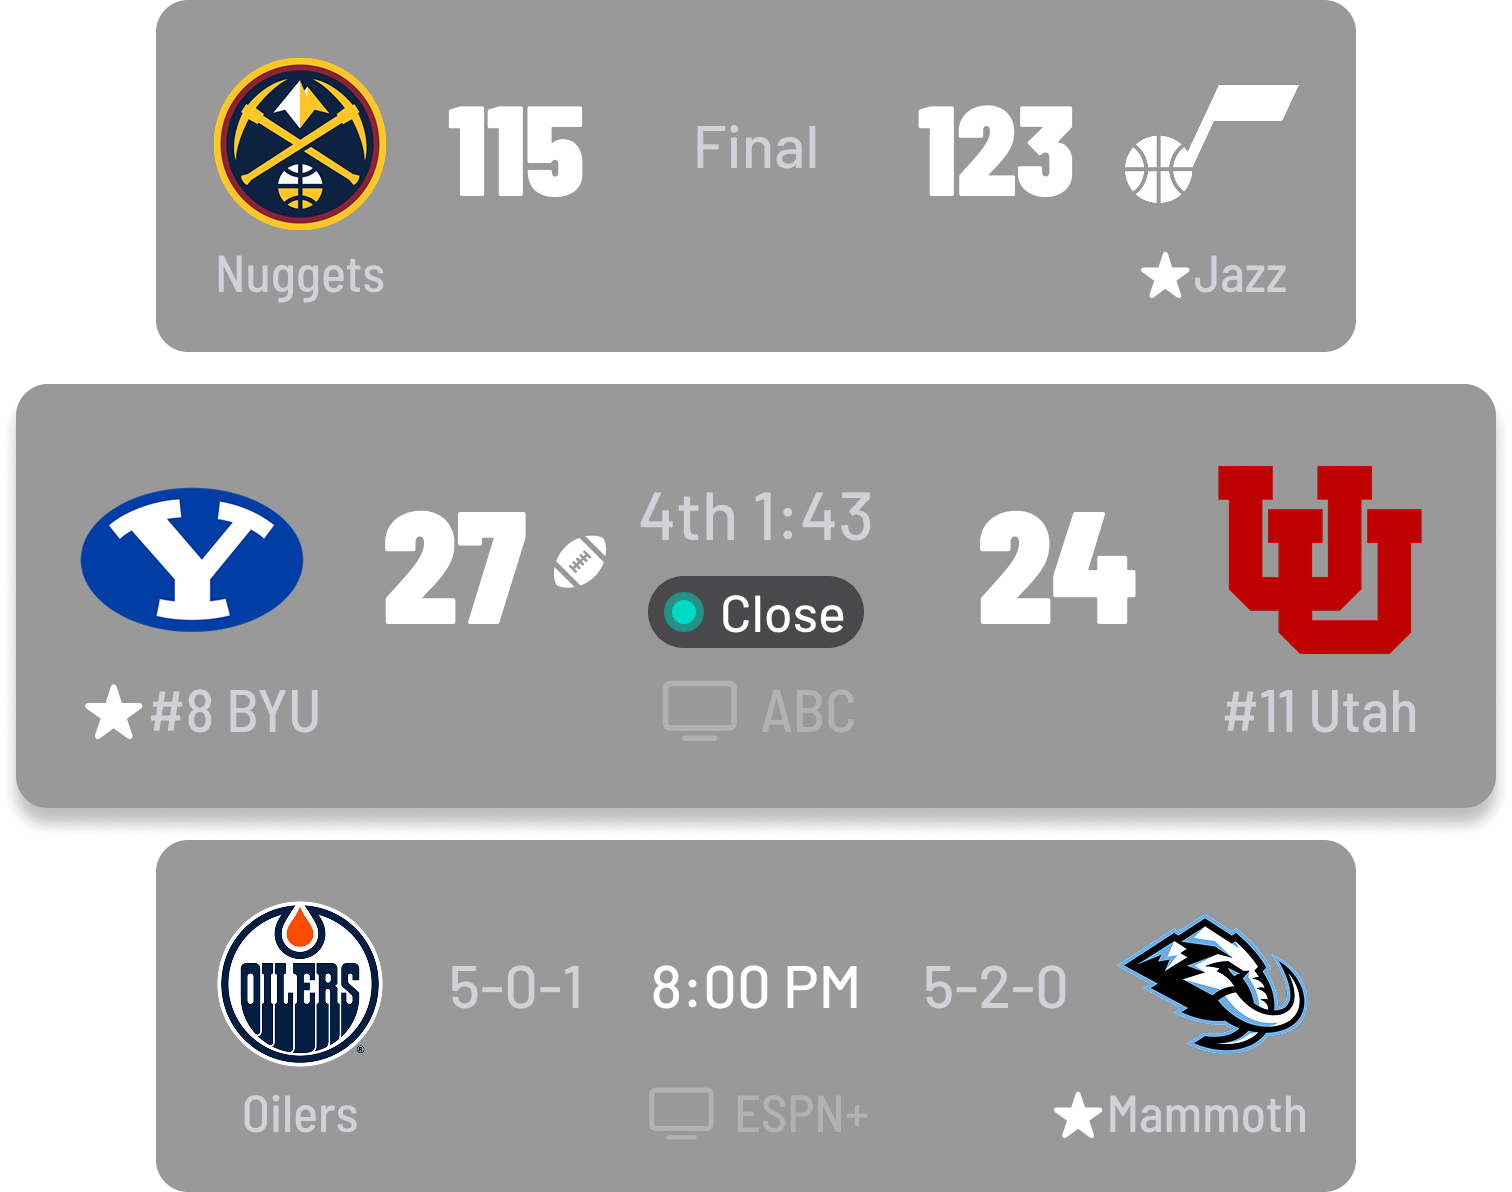 115 Final 123
Nuggets Jazz
4th 1:43
27 24
Close
#8 BYU ABC #11 Utah
OILERS
5-0-1 8:00 PM 5-2-0
®
Oilers ESPN+ Mammoth